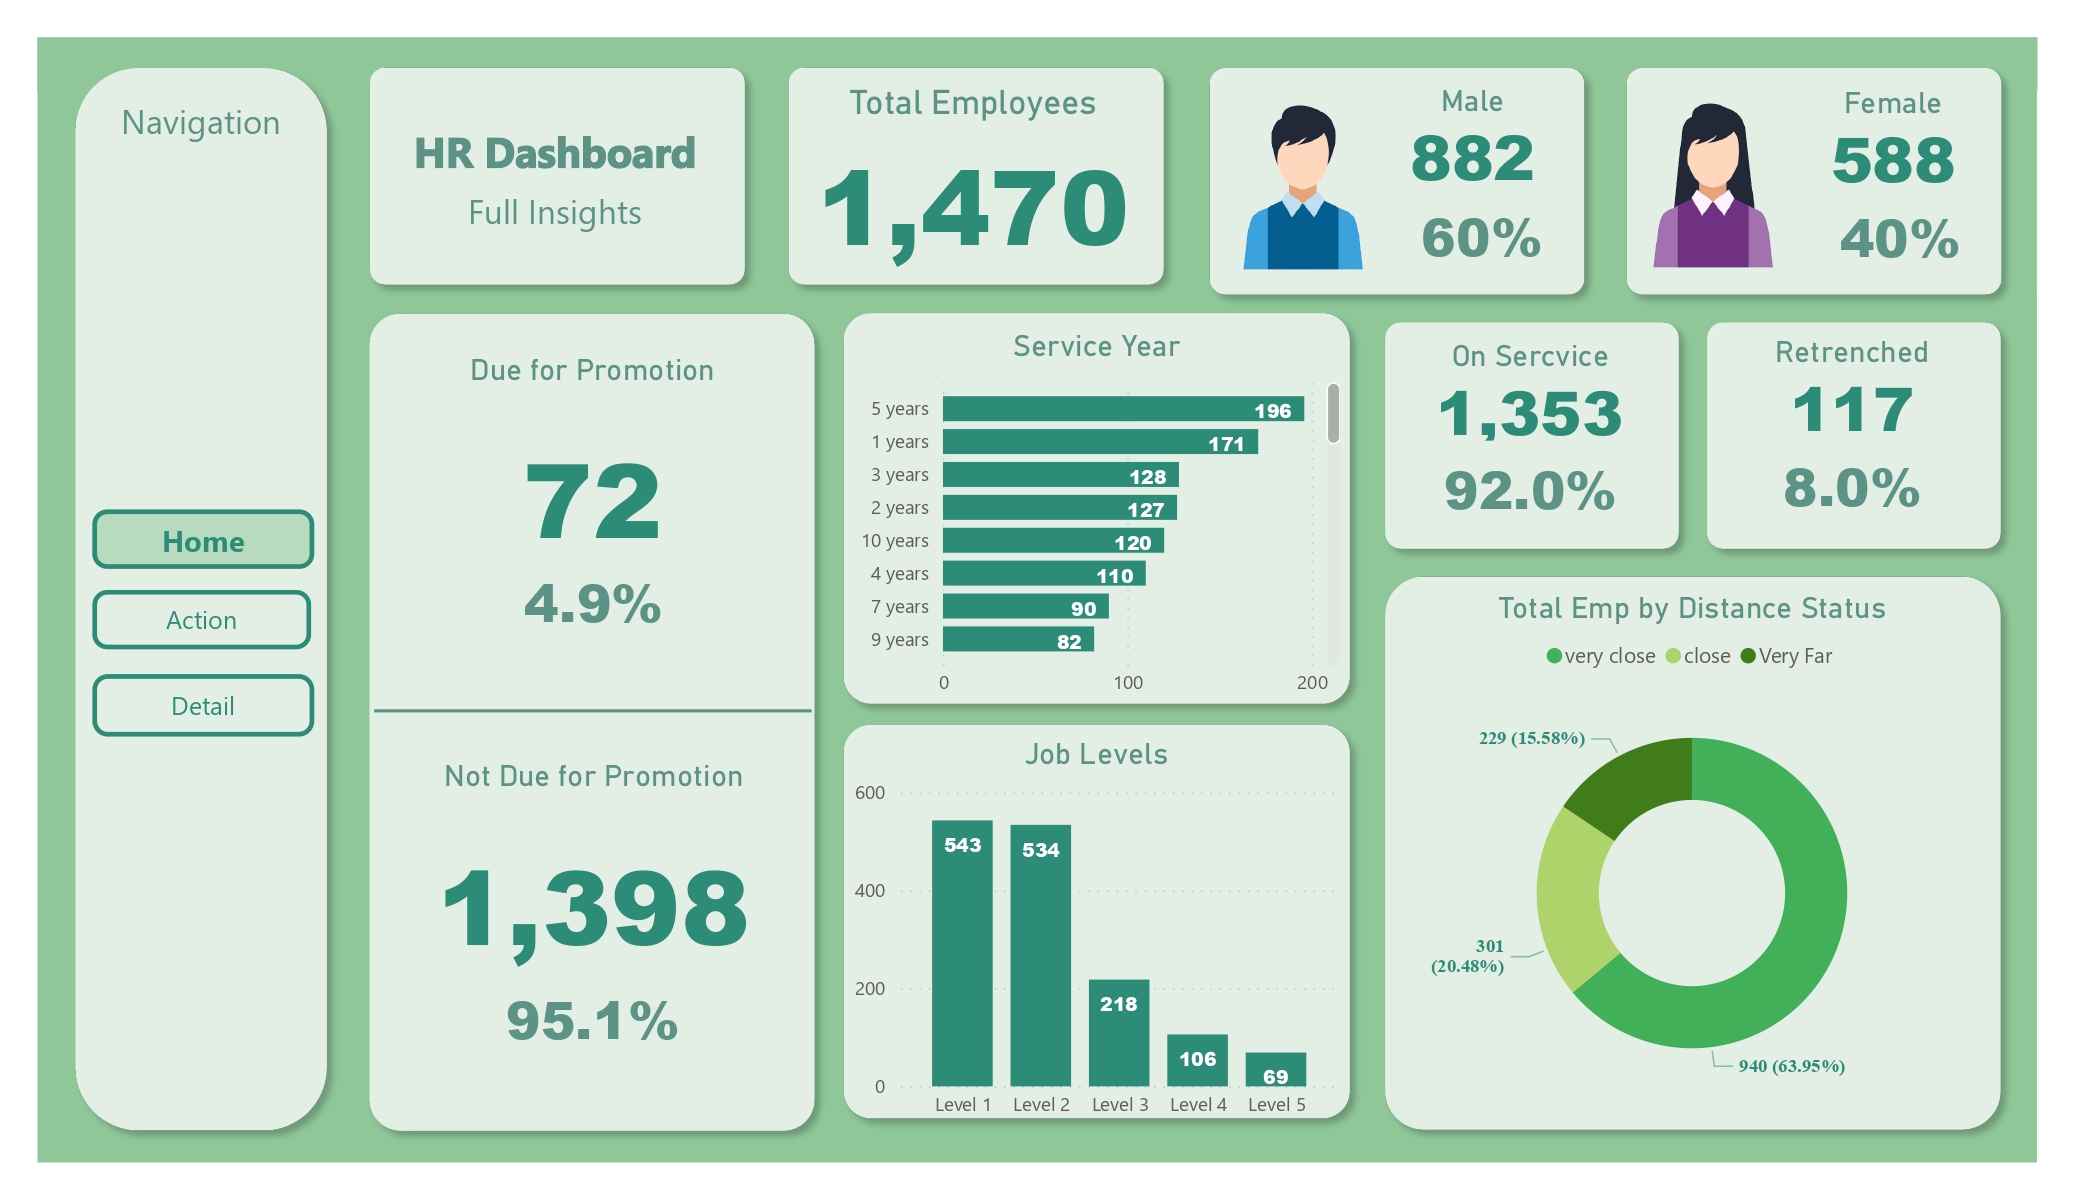 Navigation
Home
Action
Detail
HR Dashboard
Full Insights
Total Employees
1,470
Male
882
60%
Female
588
40%
Due for Promotion
72
4.9%
Not Due for Promotion
1,398
95.1%
Service Year
5 years 196
1 years 171
3 years 128
2 years 127
10 years 120
4 years 110
7 years 90
9 years 82
0 100 200
On Sercvice
1,353
92.0%
Retrenched
117
8.0%
Job Levels
600
400
200
0
543 534 218 106 69
Level 1 Level 2 Level 3 Level 4 Level 5
Total Emp by Distance Status
very close close Very Far
229 (15.58%)
301
(20.48%)
940 (63.95%)